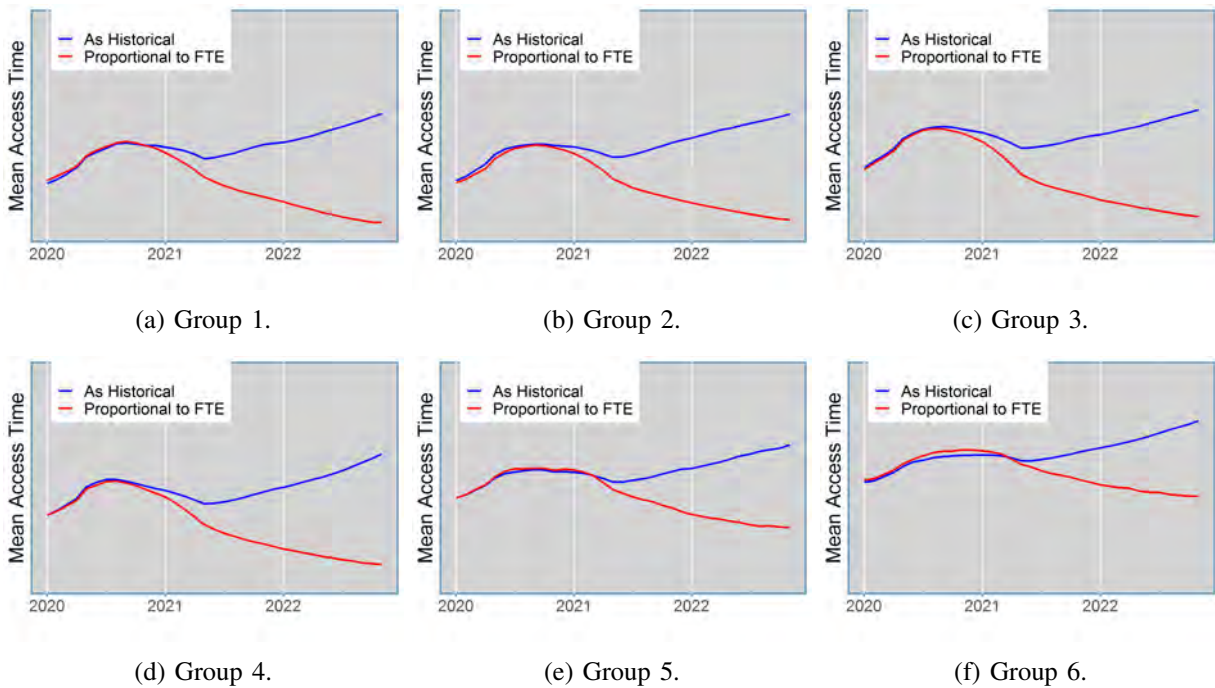 Mean Access Time
As Historical
Proportional to FTE
2020 2021 2022
(a) Group 1.
Mean Access Time
As Historical
Proportional to FTE
2020 2021 2022
(b) Group 2.
Mean Access Time
As Historical
Proportional to FTE
2020 2021 2022
(c) Group 3.
Mean Access Time
As Historical
Proportional to FTE
2020 2021 2022
(d) Group 4.
Mean Access Time
As Historical
Proportional to FTE
2020 2021 2022
(e) Group 5.
Mean Access Time
As Historical
Proportional to FTE
2020 2021 2022
(f) Group 6.